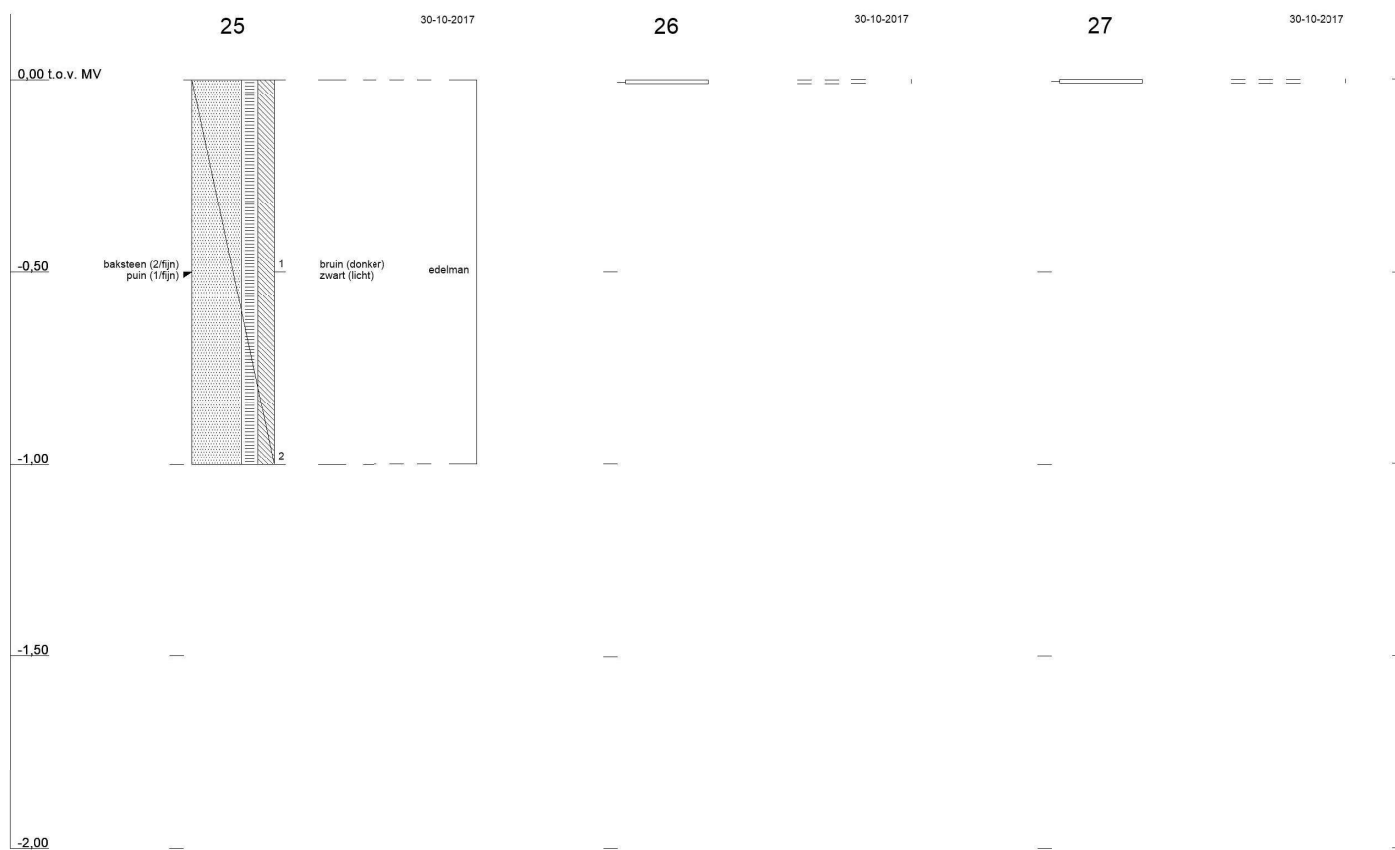 25
30-10-2017
26
30-10-2017
27
30-10-2017
0,00 t.o.v. MV
-0,50
baksteen (2/fijn)
puin (1/fijn)
1
bruin (donker)
zwart (licht)
edelman
-1,00
2
-1,50
-2,00